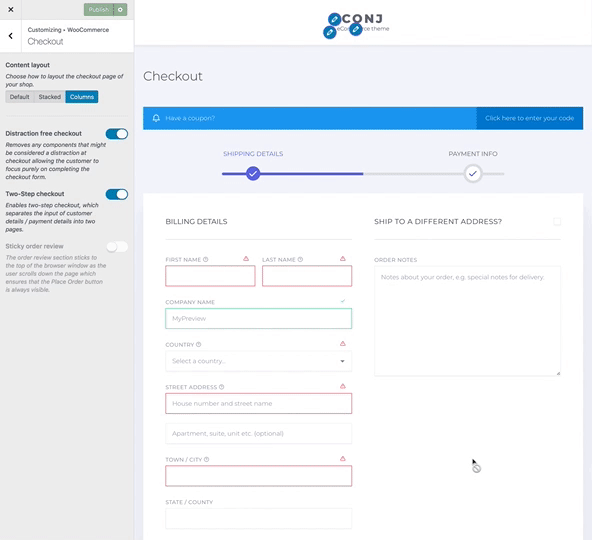 Publish
CONJ
eCommerce theme
Customizing • WooCommerce
Checkout
Content layout
Choose how to layout the checkout page of
your shop.
Default Stacked Columns
Distraction free checkout
Removes any components that might
be considered a distraction at
checkout allowing the customer to
focus purely on completing the
checkout form.
Two-Step checkout
Enables two-step checkout, which
separates the input of customer
details / payment details into two
pages.
Sticky order review
The order review section sticks
to the top of the browser window as the
user scrolls down the page which
ensures that the Place Order button
is always visible.
Checkout
Have a coupon?
Click here to enter your code
SHIPPING DETAILS
PAYMENT INFO
BILLING DETAILS
FIRST NAME
LAST NAME
COMPANY NAME
MyPreview
COUNTRY
Select a country...
STREET ADDRESS
House number and street name
Apartment, suite, unit etc. (optional)
TOWN / CITY
STATE / COUNTY
SHIP TO A DIFFERENT ADDRESS?
ORDER NOTES
Notes about your order, e.g. special notes for delivery.